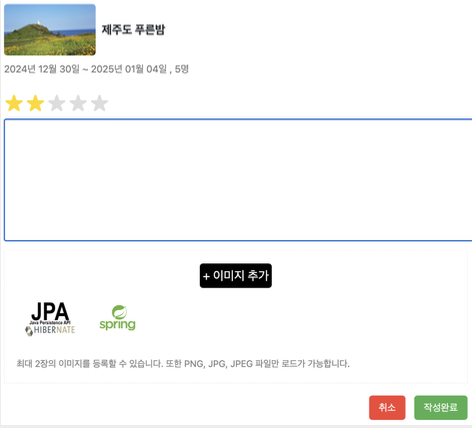 제주도 푸른밤
2024년 12월 30일 ~ 2025년 01월 04일 , 5명
+ 이미지 추가
JPA
Java Persistence API
HIBERNATE
spring
최대 2장의 이미지를 등록할 수 있습니다. 또한 PNG, JPG, JPEG 파일만 로드가 가능합니다.
취소 작성완료